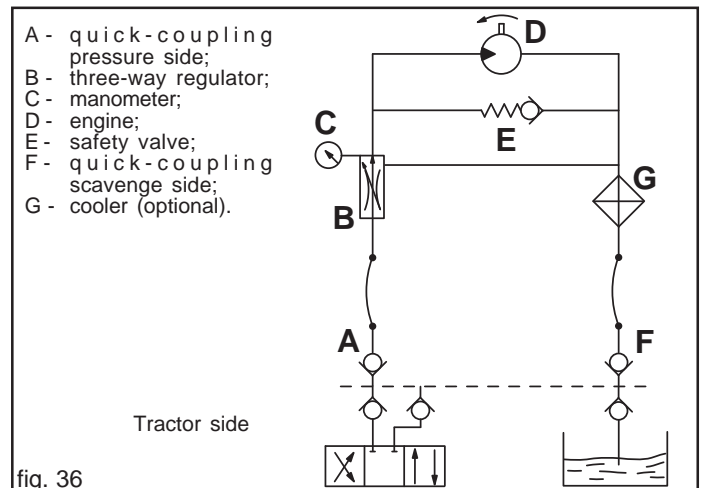 A - quick-coupling
pressure side;
B - three-way regulator;
C - manometer;
D - engine;
E - safety valve;
F - quick-coupling
scavenge side;
G - cooler (optional).
D
C
E
G
B
A
F
Tractor side
fig. 36